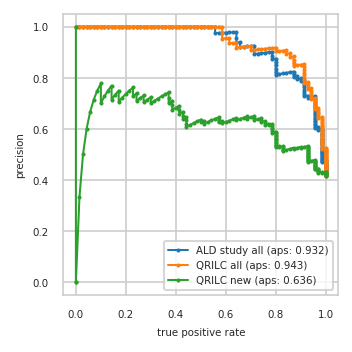 1.0
0.8
0.6
0.4
0.2
0.0
precision
0.0 0.2 0.4 0.6 0.8 1.0
true positive rate
ALD study all (aps: 0.932)
QRILC all (aps: 0.943)
QRILC new (aps: 0.636)